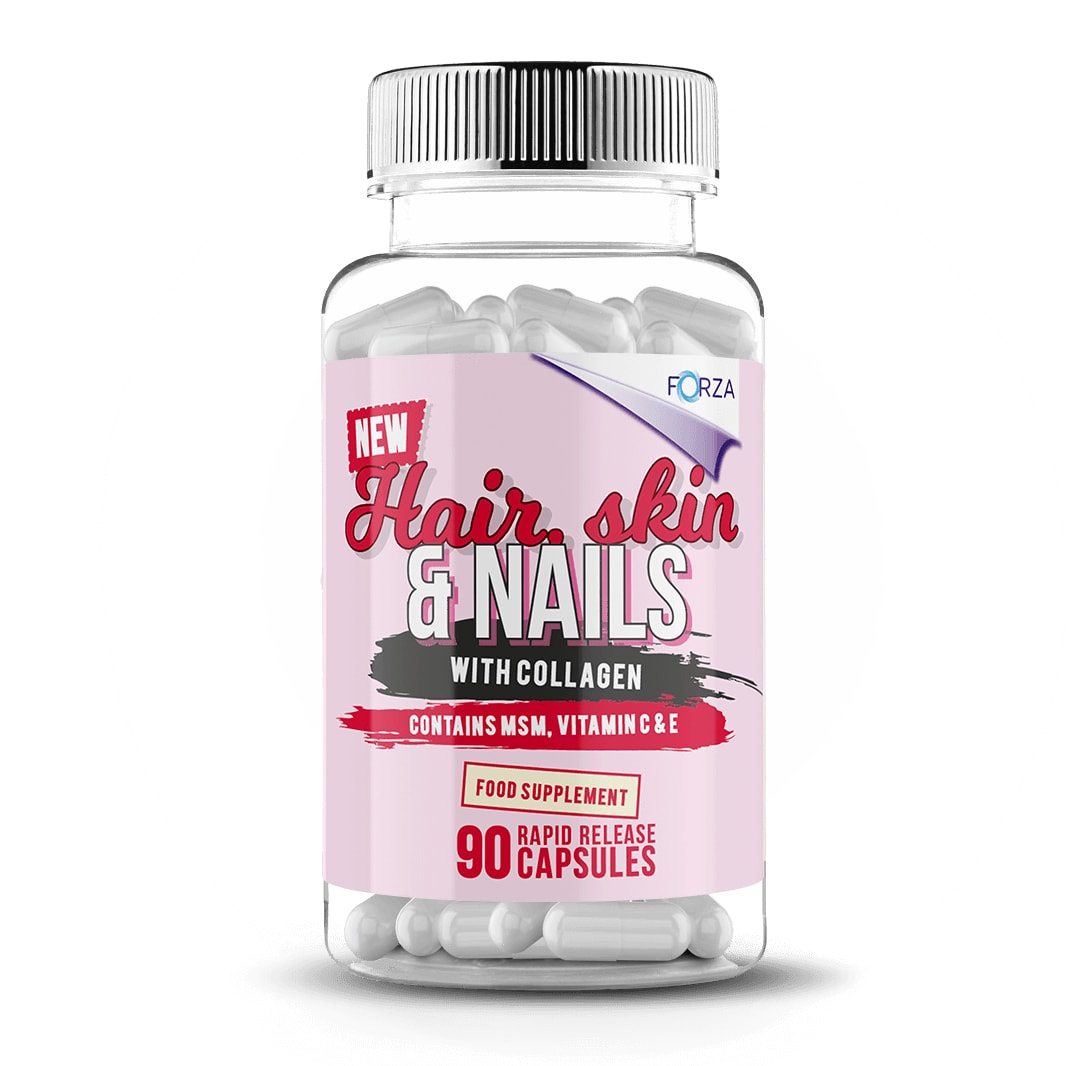 FORZA
NEW
Hair, skin
& NAILS
WITH COLLAGEN
CONTAINS MSM, VITAMIN C & E
FOOD SUPPLEMENT
90 RAPID RELEASE
CAPSULES